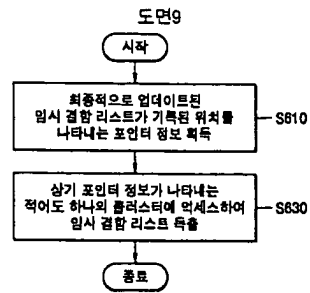 도면9
시작
최종적으로 업데이트된
임시 결함 리스트가 기록된 위치를
나타내는 포인터 정보 획득
S610
상기 포인터 정보가 나타내는
적어도 하나의 클러스터에 억세스하여
임시 결함 리스트 독출
S630
종료